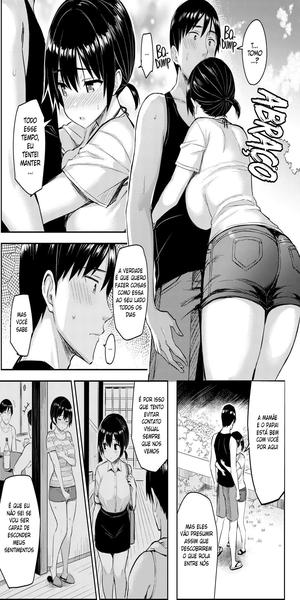 T...
TOMO
...?
BA
DUMP
BA
DUMP
ABRAÇO
TODO
ESSE
TEMPO,
EU
TENTEI
MANTER
...
A VERDADE
É QUE QUERO
FAZER COISAS
COMO ESSA
AO SEU LADO
TODOS OS
DIAS
MAS
VOCÊ
SABE
...
A MAMÃE
E O PAPAI
ESTÃO BEM
COM VOCÊ
POR AQUI
MAS ELES
VÃO PRESUMIR
ASSIM QUE
DESCOBRIREM
O QUE ROLA
ENTRE NÓS
É POR ISSO
QUE TENTO
EVITAR
CONTATO
VISUAL
SEMPRE
QUE NOS
VEMOS
É QUE EU
NÃO SEI SE
VOU SER
CAPAZ DE
ESCONDER
MEUS
SENTIMENTOS